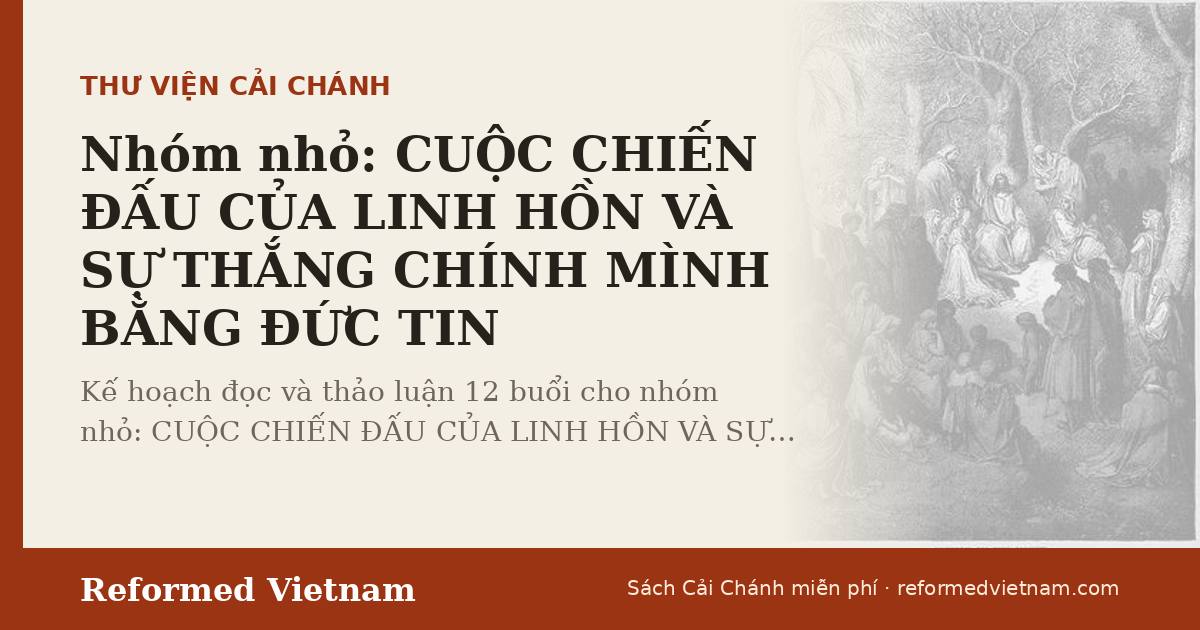 THƯ VIỆN CẢI CHÁNH
Nhóm nhỏ: CUỘC CHIẾN
ĐẤU CỦA LINH HỒN VÀ
SỰ THẮNG CHÍNH MÌNH
BẰNG ĐỨC TIN
Kế hoạch đọc và thảo luận 12 buổi cho nhóm
nhỏ: CUỘC CHIẾN ĐẤU CỦA LINH HỒN VÀ SỰ...
Reformed Vietnam
Sách Cải Chánh miễn phí · reformedvietnam.com